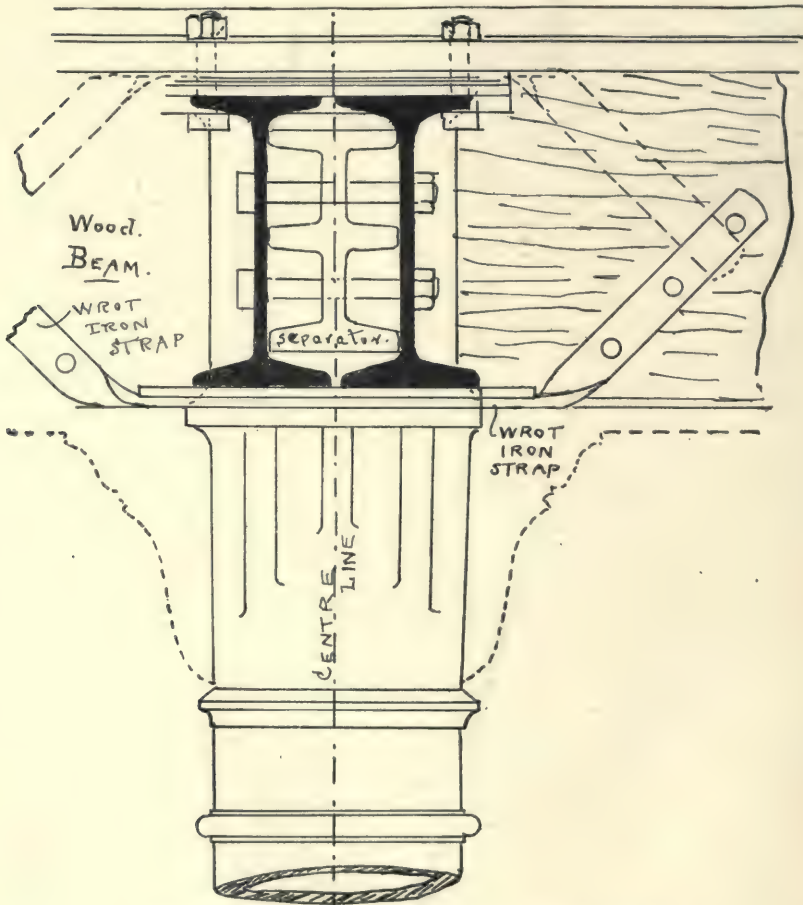 Wood.
BEAM.
WROT
IRON
STRAP
separator.
WROT
IRON
STRAP
CENTRE
LINE